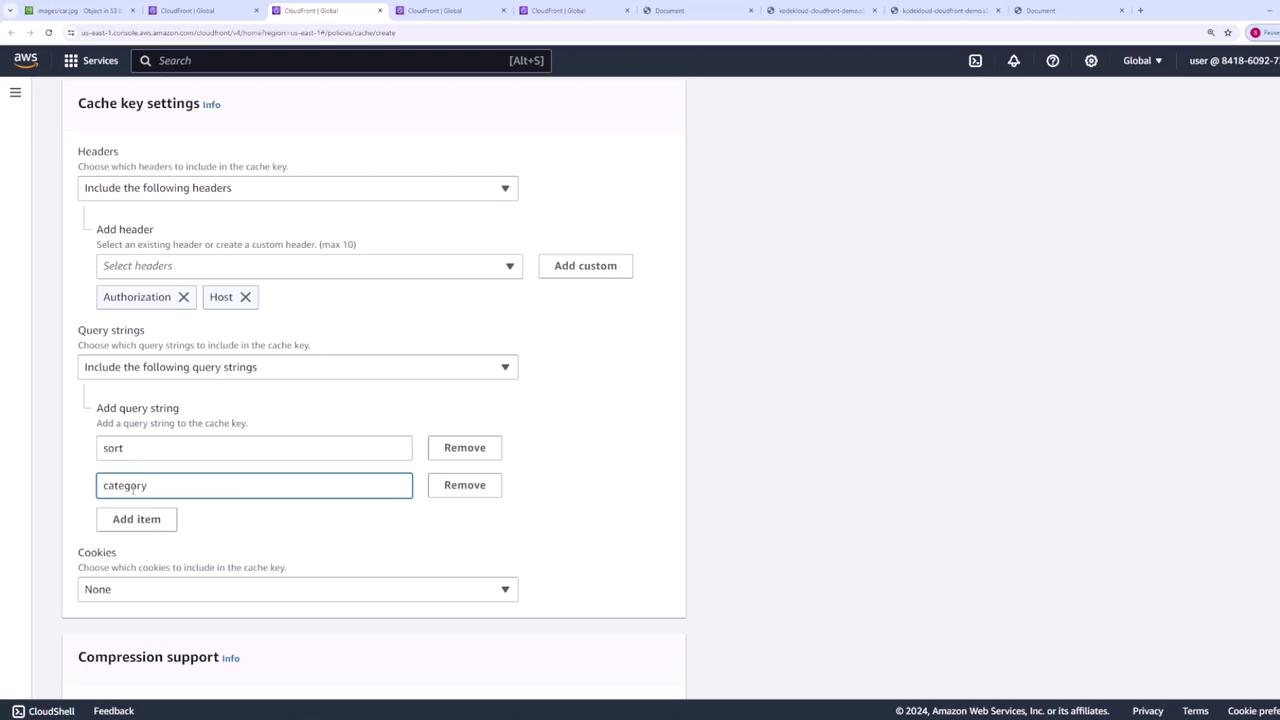 images/car.jpg - Object in S3 b
CloudFront | Global
CloudFront | Global
CloudFront | Global
CloudFront | Global
Document
kodekloud-cloudfront-demo.s
kodekloud-cloudfront-demo.s
Document
us-east-1.console.aws.amazon.com/cloudfront/v4/home?region=us-east-1#/policies/cache/create
Pause
aws
Services
Search
[Alt+S]
Global
user @ 8418-6092-7
Cache key settings Info
Headers
Choose which headers to include in the cache key.
Include the following headers
Add header
Select an existing header or create a custom header. (max 10)
Select headers
Add custom
Authorization
Host
Query strings
Choose which query strings to include in the cache key.
Include the following query strings
Add query string
Add a query string to the cache key.
sort
Remove
category
Remove
Add item
Cookies
Choose which cookies to include in the cache key.
None
Compression support Info
CloudShell
Feedback
© 2024, Amazon Web Services, Inc. or its affiliates.
Privacy
Terms
Cookie prefe